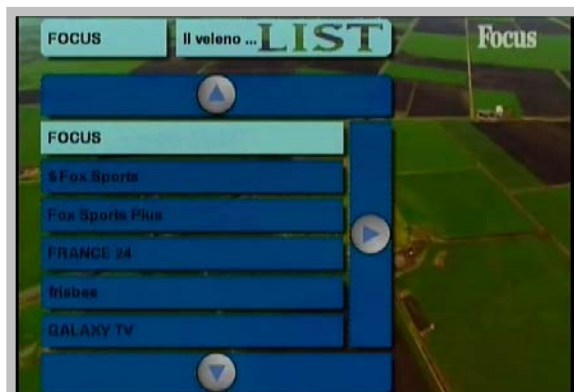 FOCUS
Il veleno ... LIST
Focus
FOCUS
$Fox Sports
Fox Sports Plus
FRANCE 24
frisbee
GALAXY TV